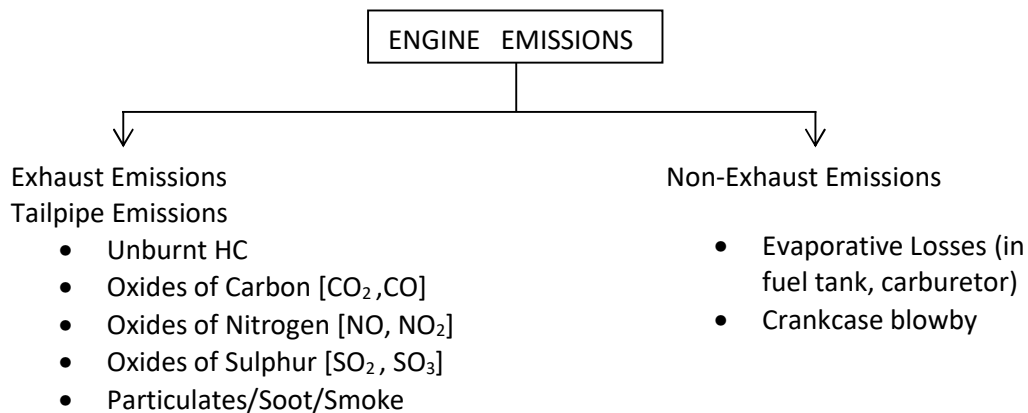 ENGINE EMISSIONS
Exhaust Emissions
Tailpipe Emissions
• Unburnt HC
• Oxides of Carbon [CO₂ ,CO]
• Oxides of Nitrogen [NO, NO₂]
• Oxides of Sulphur [SO₂ , SO₃]
• Particulates/Soot/Smoke
Non-Exhaust Emissions
• Evaporative Losses (in
fuel tank, carburetor)
• Crankcase blowby